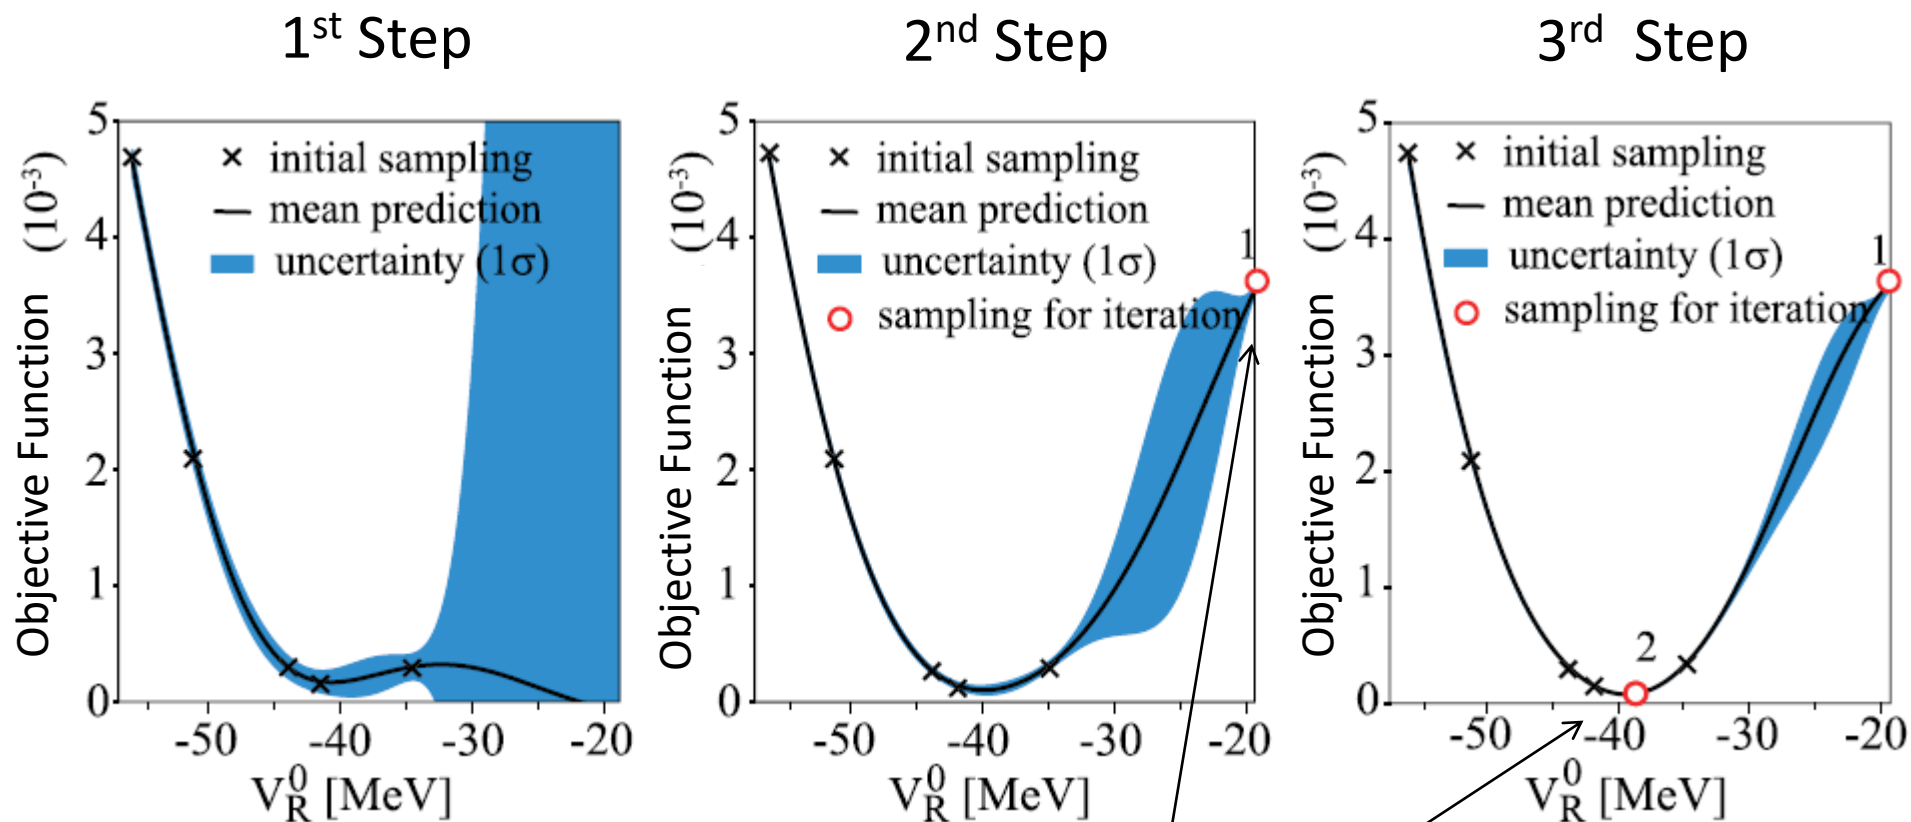 1st Step
5
4
3
2
1
0
(10-3)
Objective Function
initial sampling
mean prediction
uncertainty (1σ)
-50 -40 -30 -20
V0R [MeV]
2nd Step
5
4
3
2
1
0
(10-3)
Objective Function
initial sampling
mean prediction
uncertainty (1σ)
sampling for iteration
1
-50 -40 -30 -20
V0R [MeV]
3rd Step
5
4
3
2
1
0
(10-3)
Objective Function
initial sampling
mean prediction
uncertainty (1σ)
sampling for iteration
1
2
-50 -40 -30 -20
V0R [MeV]